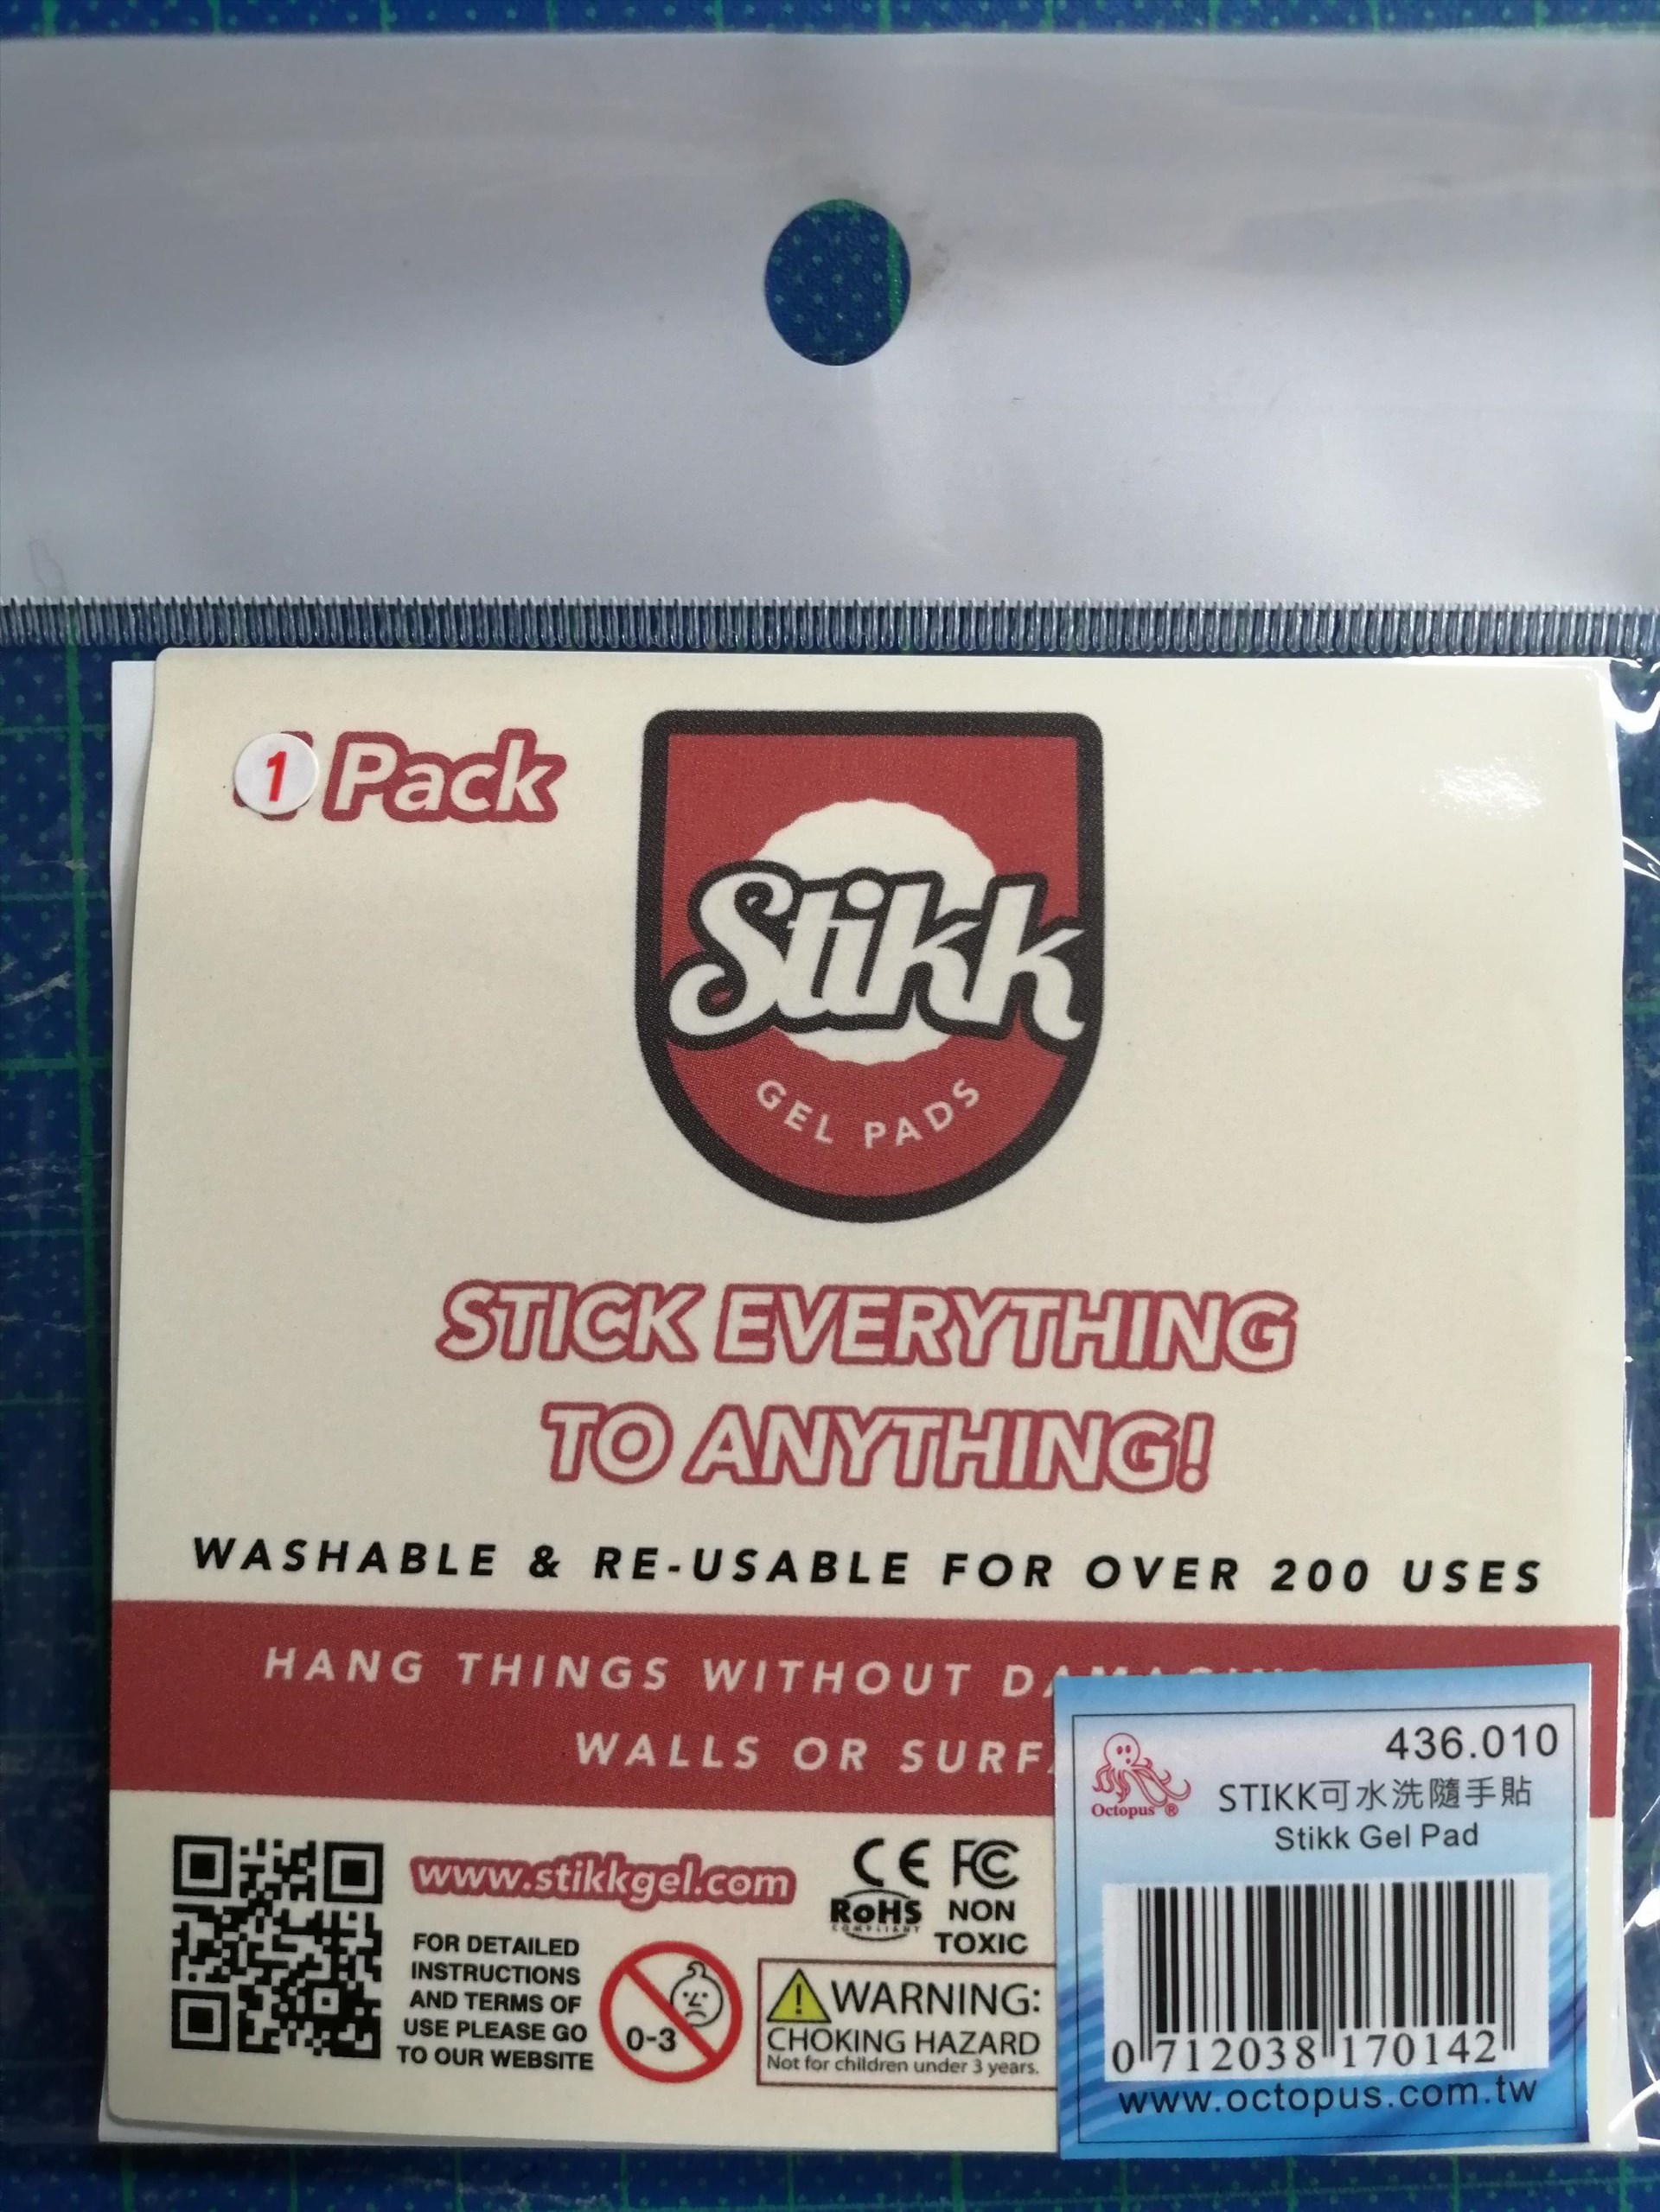 1 Pack
Stikk
GEL PADS
STICK EVERYTHING
TO ANYTHING!
WASHABLE & RE-USABLE FOR OVER 200 USES
HANG THINGS WITHOUT
WALLS OR
436.010
Octopus ®
STIKK可水洗隨手貼
Stikk Gel Pad
0 712038 170142
www.octopus.com.tw
www.stikkgel.com
FOR DETAILED
INSTRUCTIONS
AND TERMS OF
USE PLEASE GO
TO OUR WEBSITE
0-3
CE FC
RoHS
COMPLIANT
NON
TOXIC
WARNING:
CHOKING HAZARD
Not for children under 3 years.